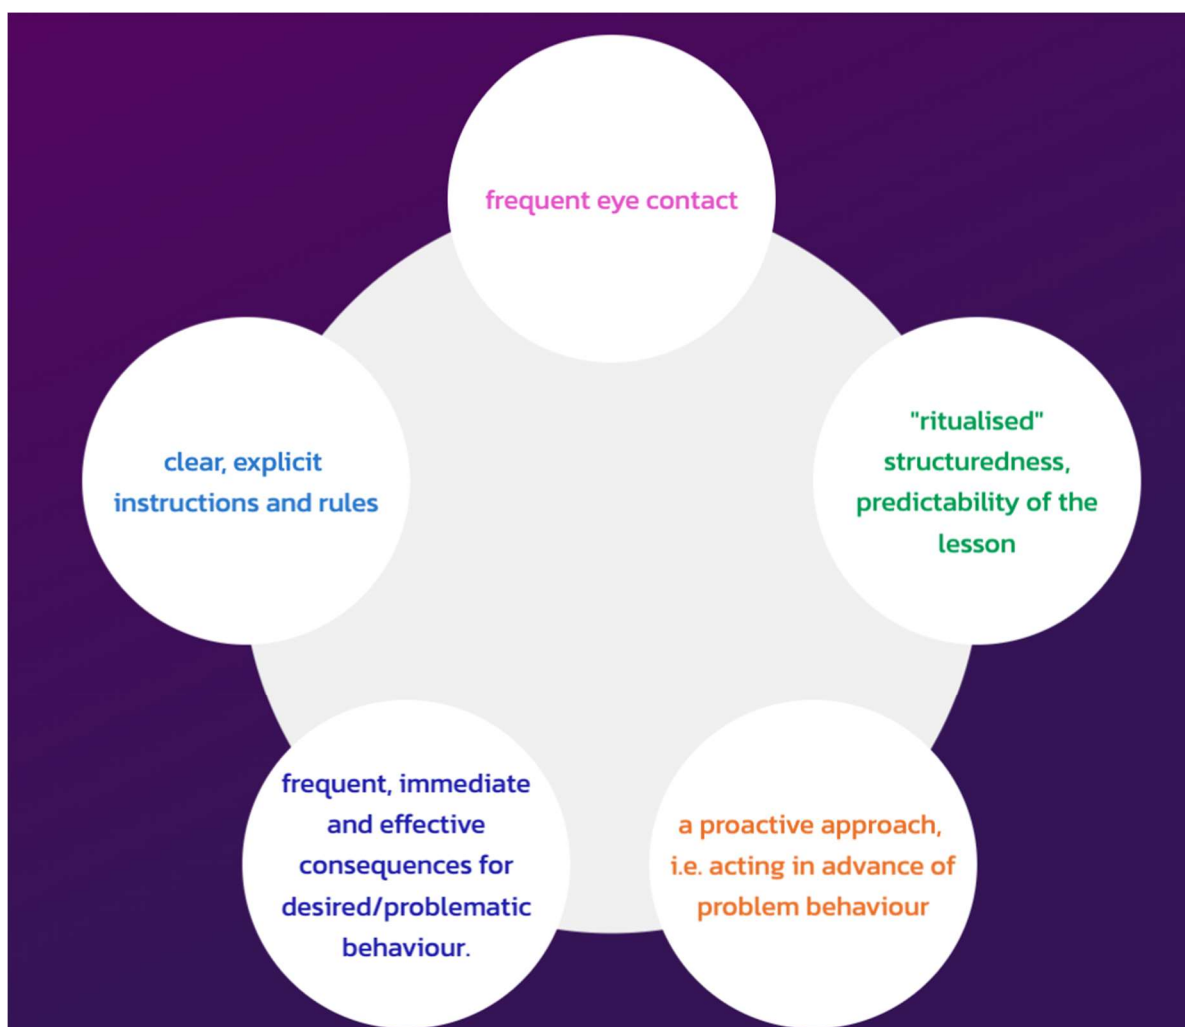 frequent eye contact
clear, explicit
instructions and rules
"ritualised"
structuredness,
predictability of the
lesson
frequent, immediate
and effective
consequences for
desired/problematic
behaviour.
a proactive approach,
i.e. acting in advance of
problem behaviour